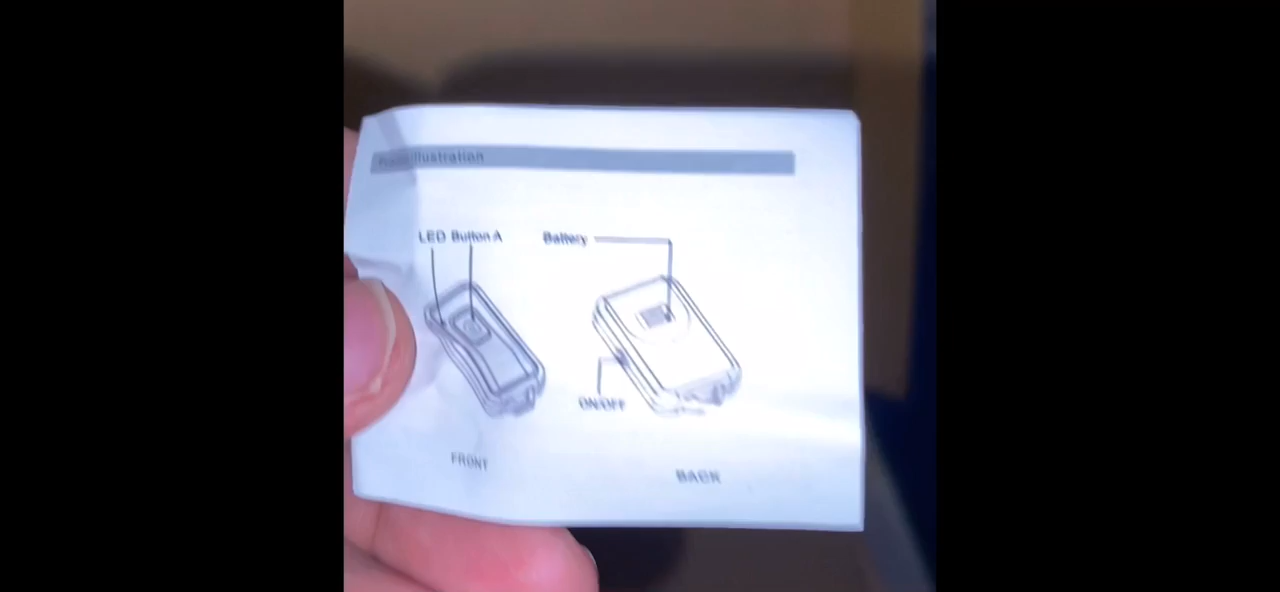 illustration
LED Button A Battery
ON/OFF
FRONT
BACK